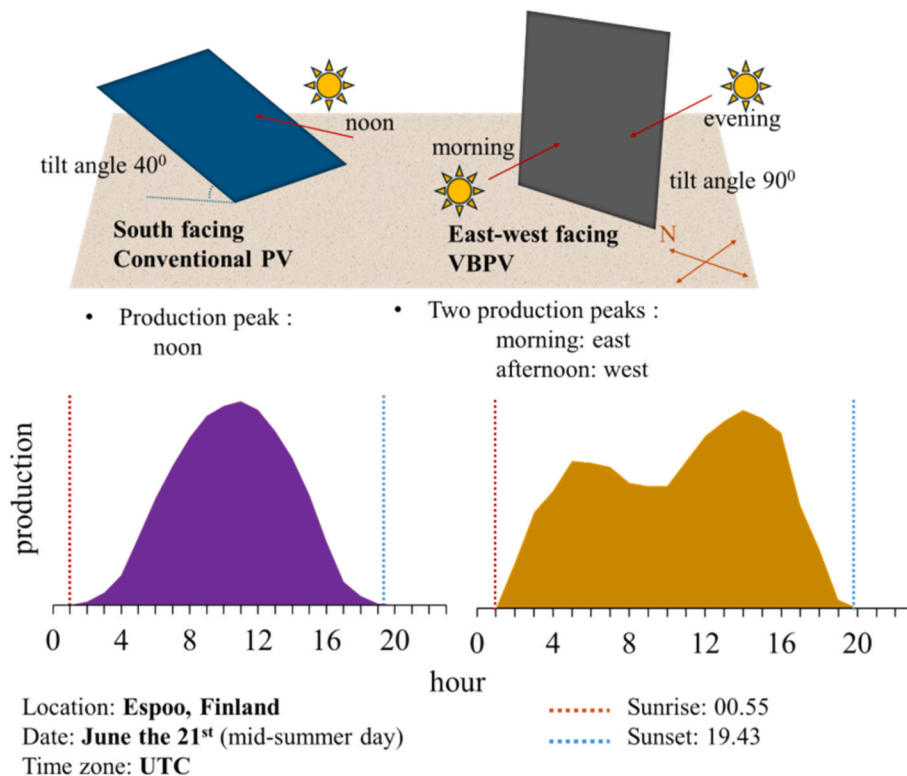 noon
evening
morning
tilt angle 40⁰
tilt angle 90⁰
South facing
Conventional PV
East-west facing
VBPV
N
• Production peak :
noon
• Two production peaks :
morning: east
afternoon: west
production
0 4 8 12 16 20
0 4 8 12 16 20
hour
Location: Espoo, Finland
Date: June the 21st (mid-summer day)
Time zone: UTC
Sunrise: 00.55
Sunset: 19.43